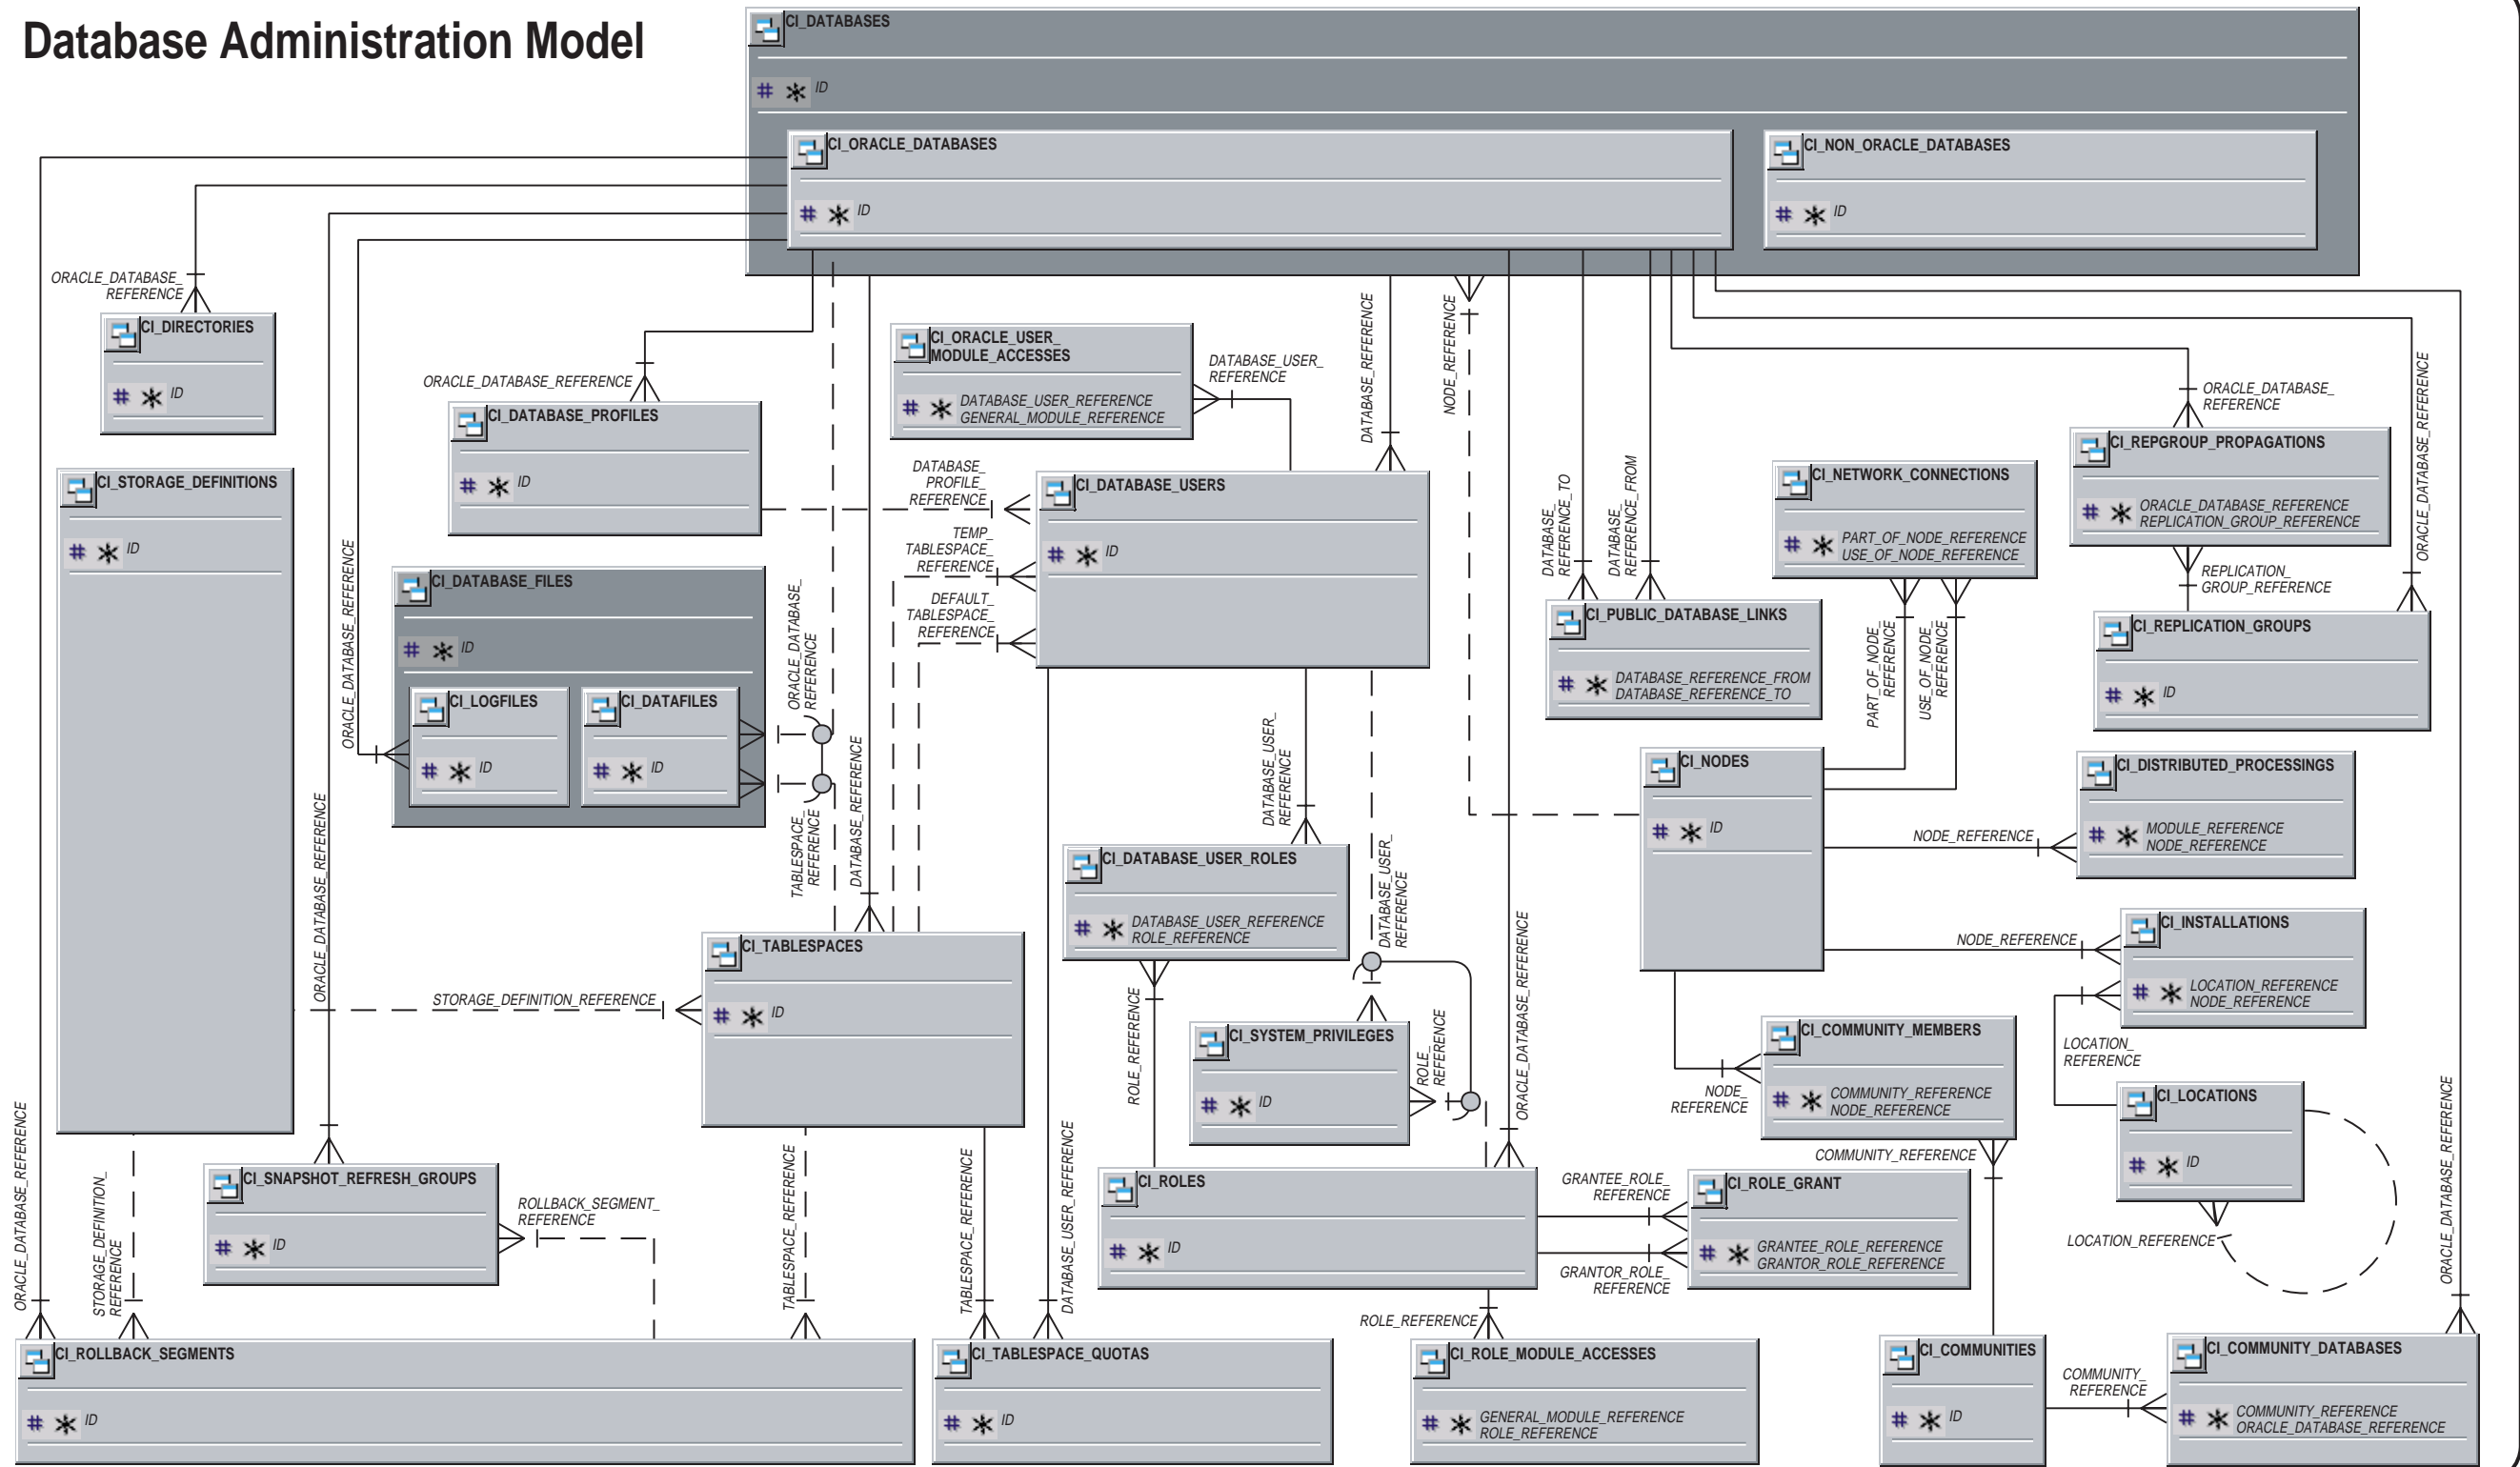 Database Administration Model
CI_DATABASES
# * ID
CI_ORACLE_DATABASES
# * ID
CI_NON_ORACLE_DATABASES
# * ID
ORACLE_DATABASE_
REFERENCE
CI_DIRECTORIES
# * ID
ORACLE_DATABASE_REFERENCE
CI_DATABASE_PROFILES
# * ID
CI_ORACLE_USER_
MODULE_ACCESSES
# * DATABASE_USER_REFERENCE
GENERAL_MODULE_REFERENCE
DATABASE_USER_
REFERENCE
DATABASE_REFERENCE
NODE_REFERENCE
ORACLE_DATABASE_
REFERENCE
ORACLE_DATABASE_REFERENCE
CI_REPGROUP_PROPAGATIONS
# * ORACLE_DATABASE_REFERENCE
REPLICATION_GROUP_REFERENCE
CI_STORAGE_DEFINITIONS
# * ID
DATABASE_
PROFILE_
REFERENCE
TEMP_
TABLESPACE_
REFERENCE
DEFAULT_
TABLESPACE_
REFERENCE
CI_DATABASE_USERS
# * ID
DATABASE_
REFERENCE_TO
DATABASE_
REFERENCE_FROM
CI_NETWORK_CONNECTIONS
# * PART_OF_NODE_REFERENCE
USE_OF_NODE_REFERENCE
REPLICATION_
GROUP_REFERENCE
ORACLE_DATABASE_REFERENCE
CI_DATABASE_FILES
# * ID
CI_LOGFILES
# * ID
CI_DATAFILES
# * ID
ORACLE_DATABASE_
REFERENCE
TABLESPACE_
REFERENCE
DATABASE_REFERENCE
CI_PUBLIC_DATABASE_LINKS
# * DATABASE_REFERENCE_FROM
DATABASE_REFERENCE_TO
PART_OF_NODE_
REFERENCE
USE_OF_NODE_
REFERENCE
CI_REPLICATION_GROUPS
# * ID
DATABASE_USER_
REFERENCE
CI_NODES
# * ID
CI_DISTRIBUTED_PROCESSINGS
# * MODULE_REFERENCE
NODE_REFERENCE
NODE_REFERENCE
ORACLE_DATABASE_REFERENCE
CI_DATABASE_USER_ROLES
# * DATABASE_USER_REFERENCE
ROLE_REFERENCE
DATABASE_USER_
REFERENCE
CI_TABLESPACES
# * ID
STORAGE_DEFINITION_REFERENCE
ORACLE_DATABASE_REFERENCE
NODE_REFERENCE
CI_INSTALLATIONS
# * LOCATION_REFERENCE
NODE_REFERENCE
ROLE_REFERENCE
CI_SYSTEM_PRIVILEGES
# * ID
ROLE_
REFERENCE
CI_COMMUNITY_MEMBERS
# * COMMUNITY_REFERENCE
NODE_REFERENCE
NODE_
REFERENCE
LOCATION_
REFERENCE
CI_LOCATIONS
# * ID
LOCATION_REFERENCE
COMMUNITY_REFERENCE
ORACLE_DATABASE_REFERENCE
ORACLE_DATABASE_REFERENCE
STORAGE_DEFINITION_
REFERENCE
CI_SNAPSHOT_REFRESH_GROUPS
# * ID
ROLLBACK_SEGMENT_
REFERENCE
TABLESPACE_REFERENCE
TABLESPACE_REFERENCE
DATABASE_USER_REFERENCE
CI_ROLES
# * ID
GRANTEE_ROLE_
REFERENCE
GRANTOR_ROLE_
REFERENCE
CI_ROLE_GRANT
# * GRANTEE_ROLE_REFERENCE
GRANTOR_ROLE_REFERENCE
ROLE_REFERENCE
CI_ROLLBACK_SEGMENTS
# * ID
CI_TABLESPACE_QUOTAS
# * ID
CI_ROLE_MODULE_ACCESSES
# * GENERAL_MODULE_REFERENCE
ROLE_REFERENCE
CI_COMMUNITIES
# * ID
COMMUNITY_
REFERENCE
CI_COMMUNITY_DATABASES
# * COMMUNITY_REFERENCE
ORACLE_DATABASE_REFERENCE